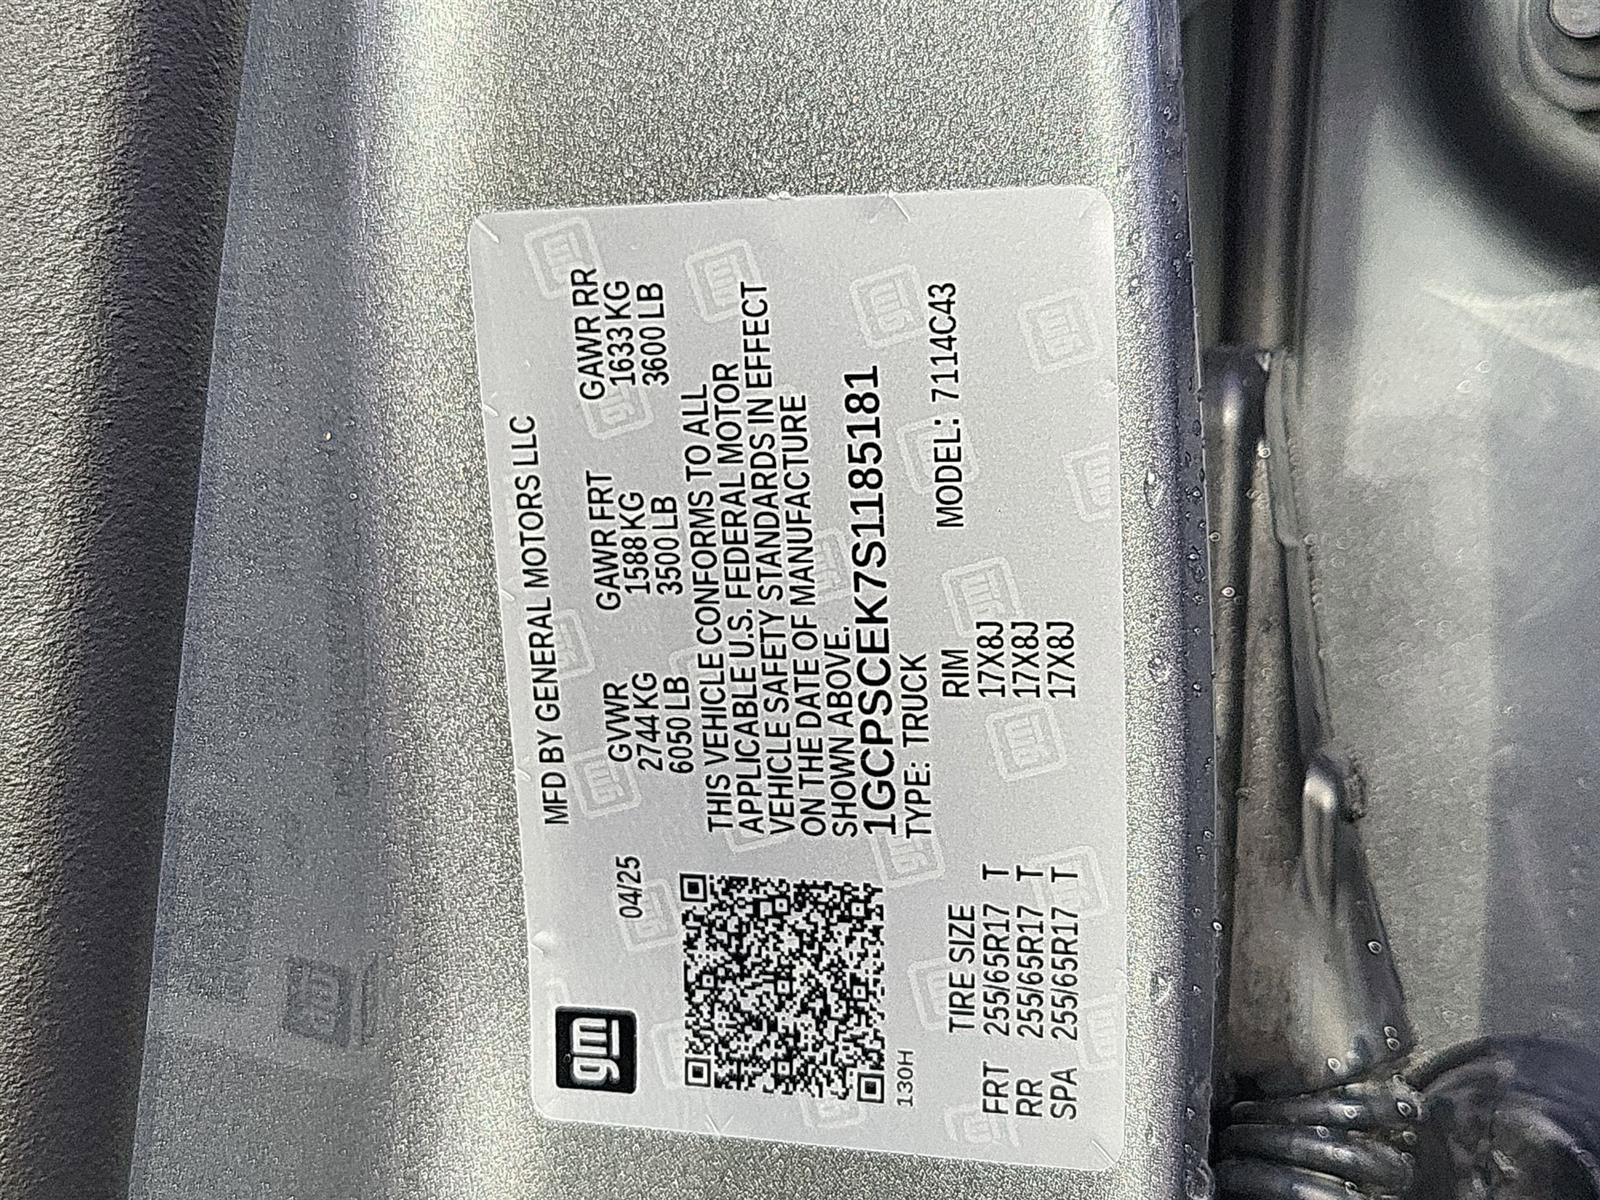 gm
MFD BY GENERAL MOTORS LLC
04/25
GVWR GAWR FRT GAWR RR
2744 KG 1588 KG 1633 KG
6050 LB 3500 LB 3600 LB
THIS VEHICLE CONFORMS TO ALL
APPLICABLE U.S. FEDERAL MOTOR
VEHICLE SAFETY STANDARDS IN EFFECT
ON THE DATE OF MANUFACTURE
SHOWN ABOVE.
1GCPSCEK7S1185181
TYPE: TRUCK MODEL: 7114C43
130H
TIRE SIZE RIM
FRT 255/65R17 T 17X8J
RR 255/65R17 T 17X8J
SPA 255/65R17 T 17X8J